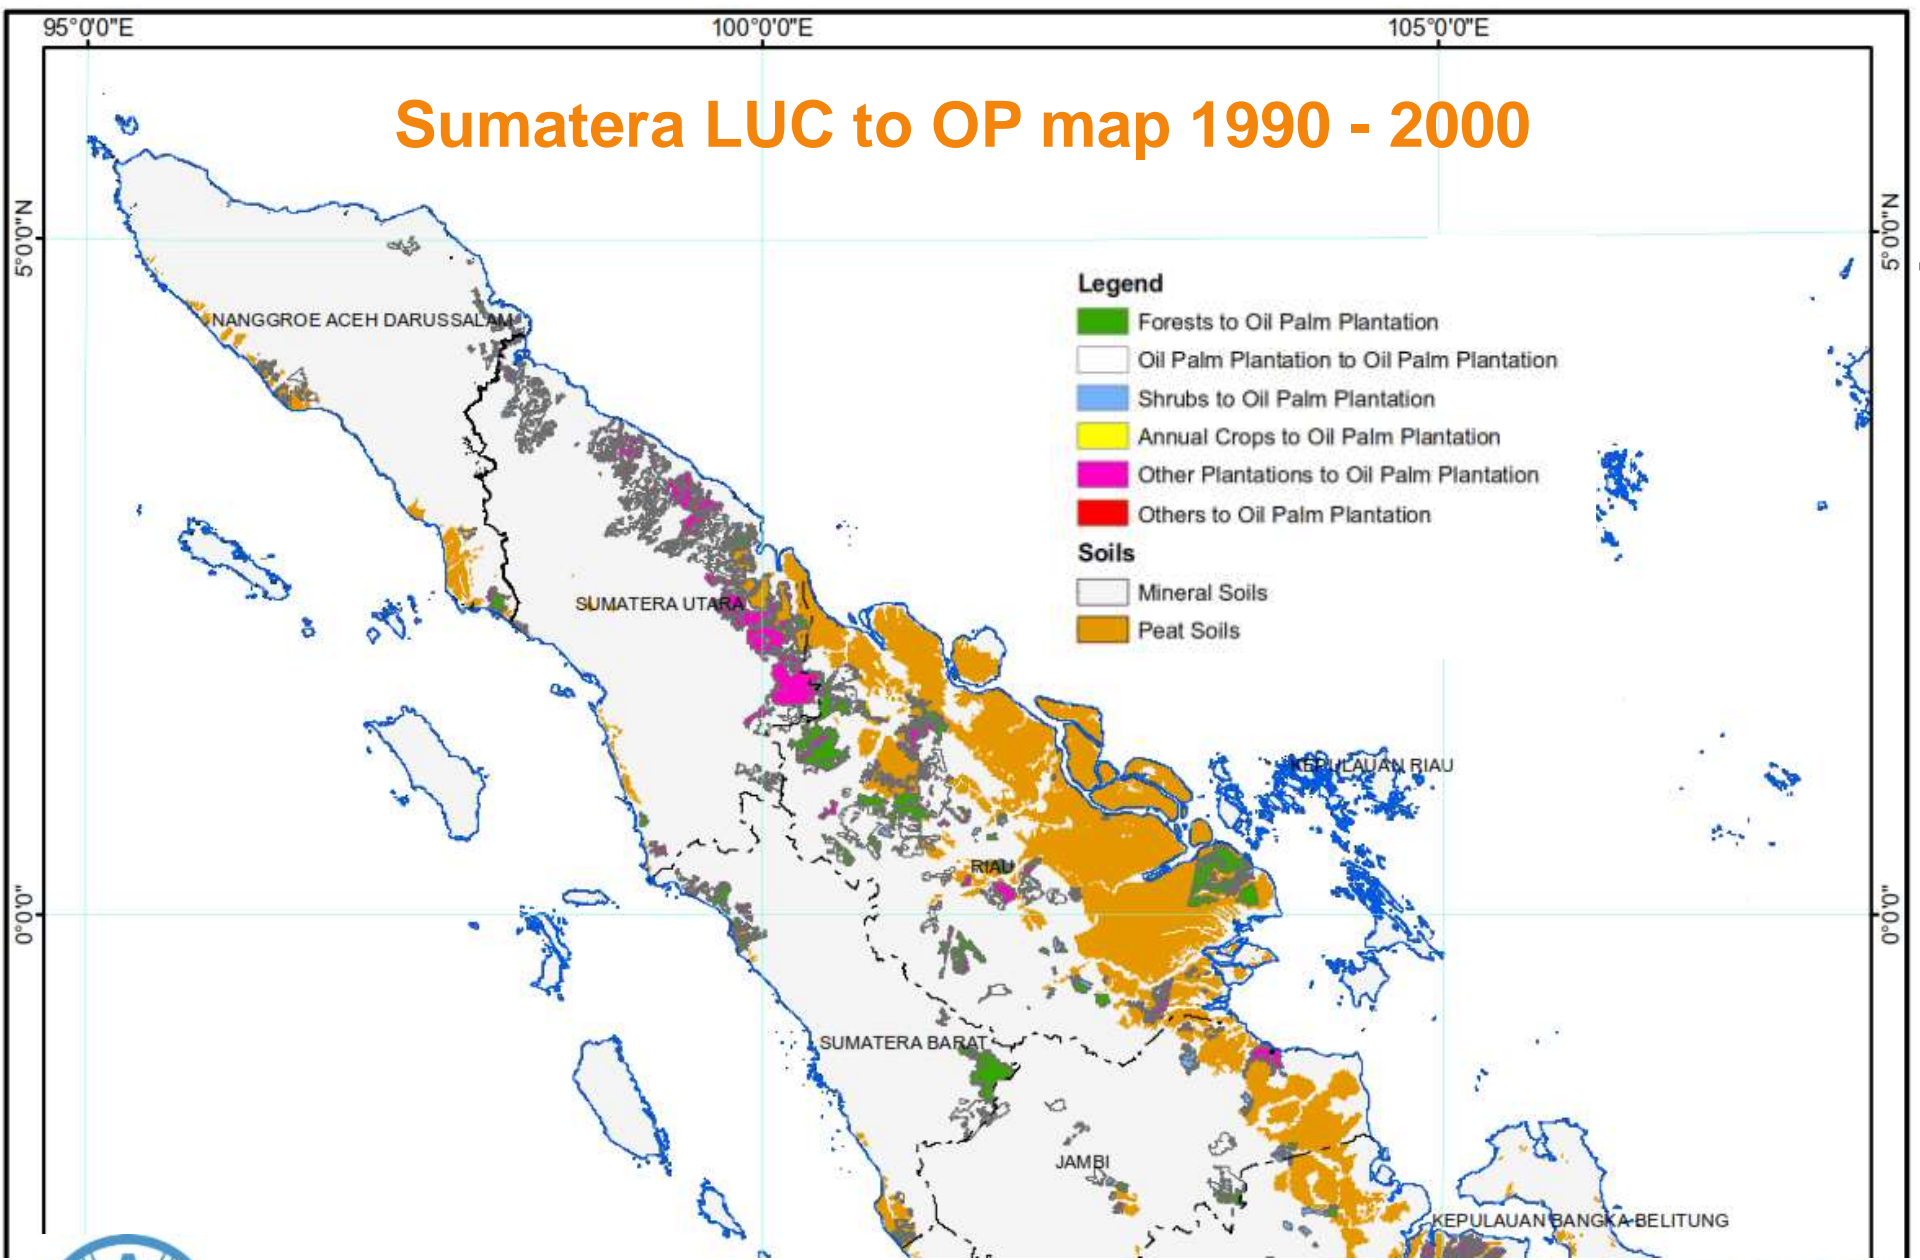 95°0'0"E
100°0'0"E
105°0'0"E
Sumatera LUC to OP map 1990 - 2000
5°0'0"N
5°0'0"N
Legend
Forests to Oil Palm Plantation
NANGGROE ACEH DARUSSALAM
Oil Palm Plantation to Oil Palm Plantation
Shrubs to Oil Palm Plantation
Annual Crops to Oil Palm Plantation
Other Plantations to Oil Palm Plantation
Others to Oil Palm Plantation
Soils
Mineral Soils
SUMATERA UTARA
Peat Soils
KEPULAUAN RIAU
RIAU
0°0'0"
0°0'0"
SUMATERA BARAT
JAMBI
KEPULAUAN BANGKA-BELITUNG